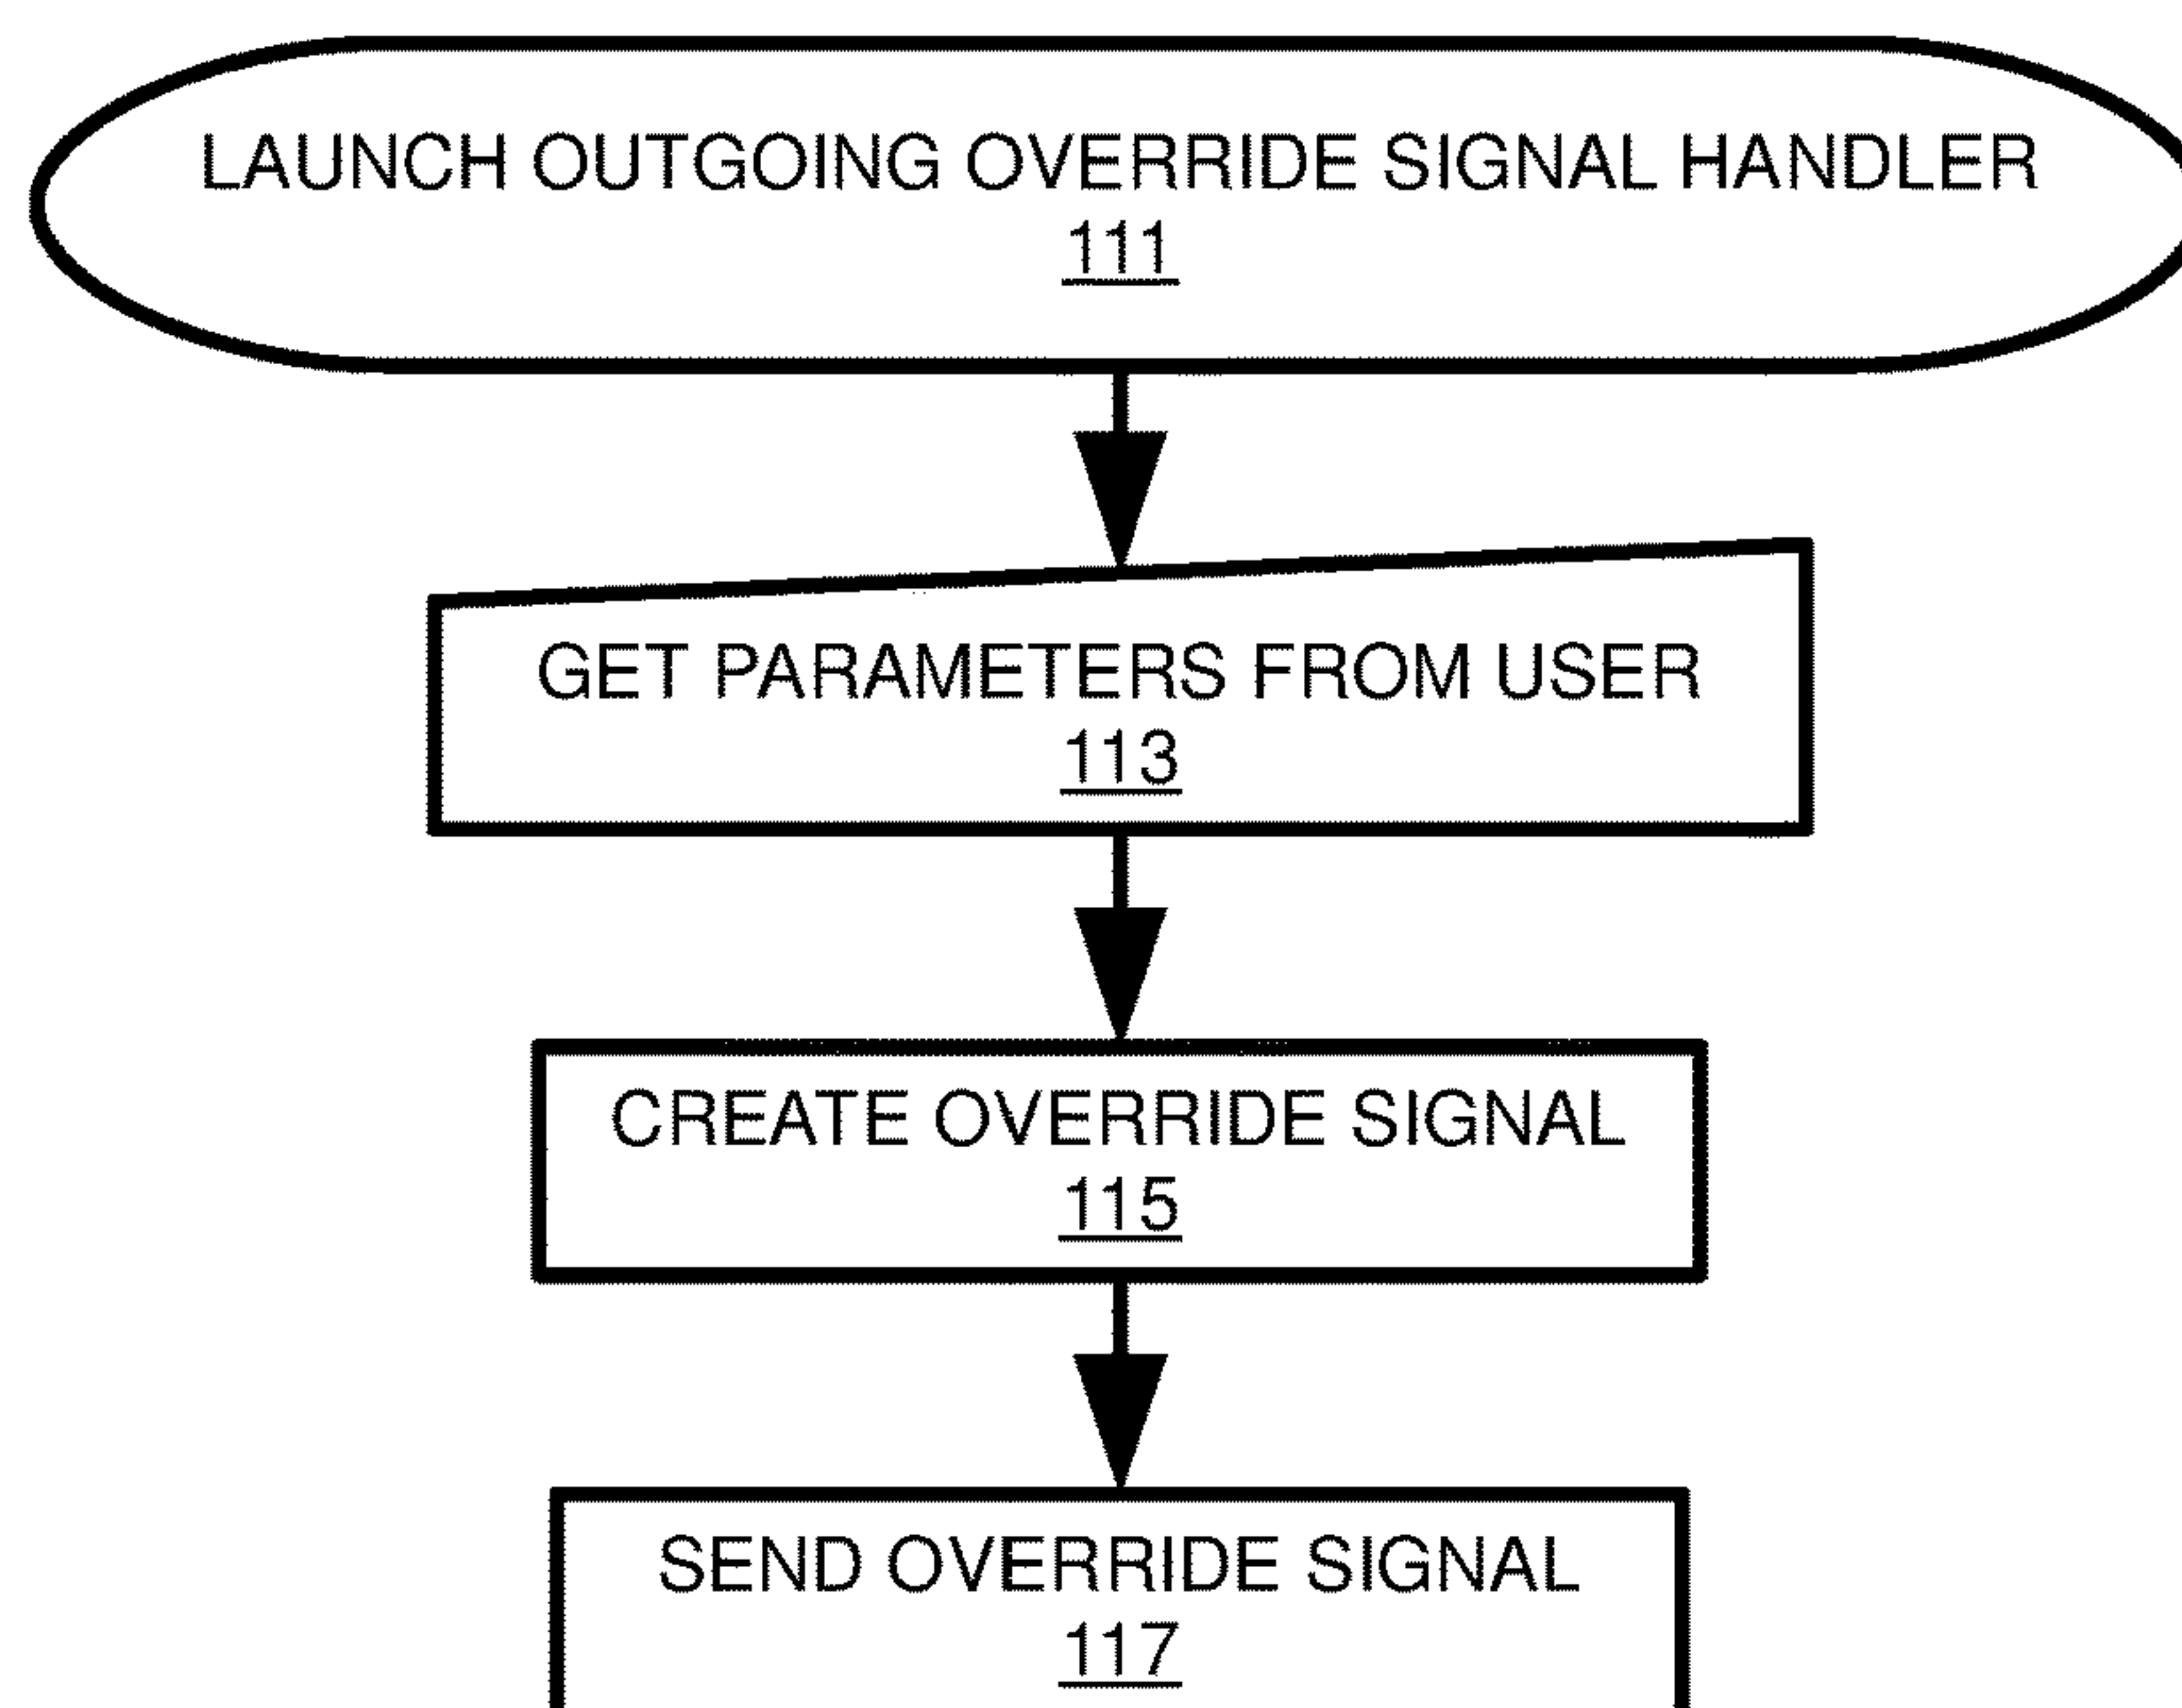 LAUNCH OUTGOING OVERRIDE SIGNAL HANDLER
111
GET PARAMETERS FROM USER
113
CREATE OVERRIDE SIGNAL
115
SEND OVERRIDE SIGNAL
117